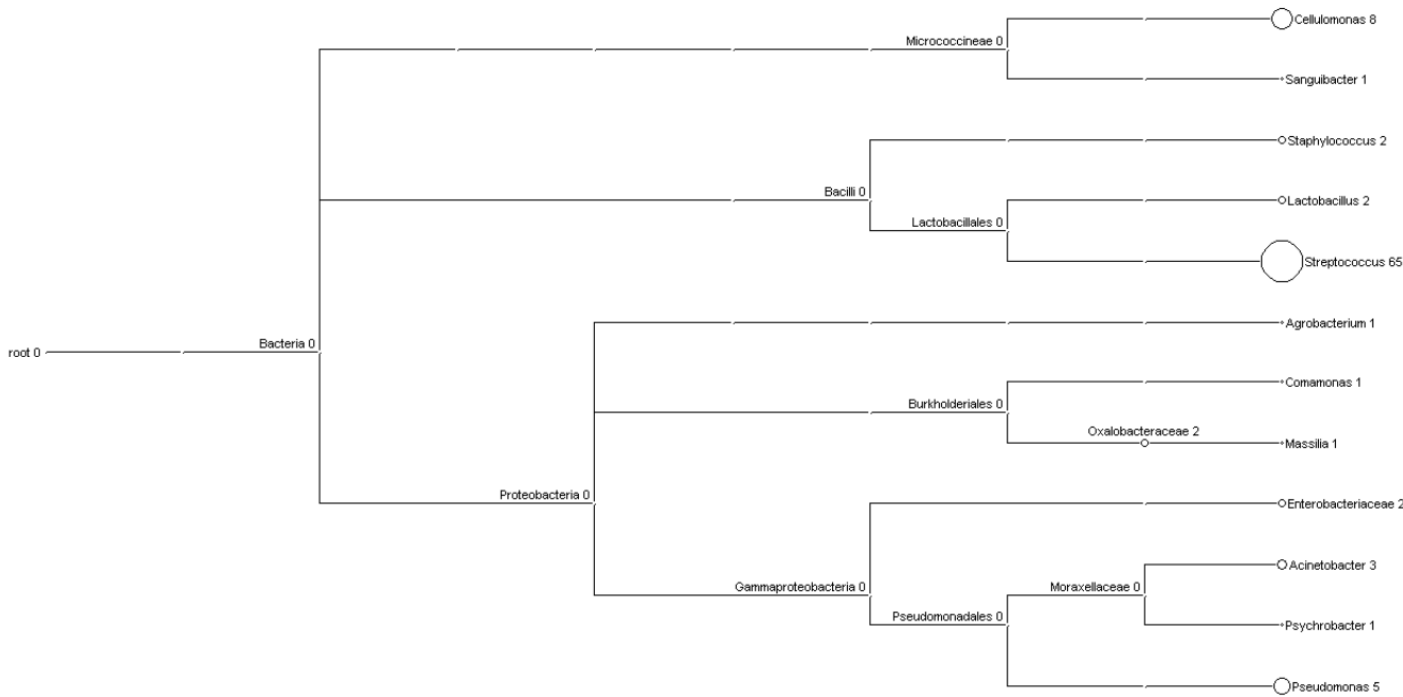 Cellulomonas 8
Micrococcineae 0
Sanguibacter 1
Staphylococcus 2
Bacilli 0
Lactobacillus 2
Lactobacillales 0
Streptococcus 65
Agrobacterium 1
Bacteria 0
root 0
Comamonas 1
Burkholderiales 0
Oxalobacteraceae 2
Massilia 1
Proteobacteria 0
Enterobacteriaceae 2
Acinetobacter 3
Gammaproteobacteria 0
Moraxellaceae 0
Pseudomonadales 0
Psychrobacter 1
Pseudomonas 5